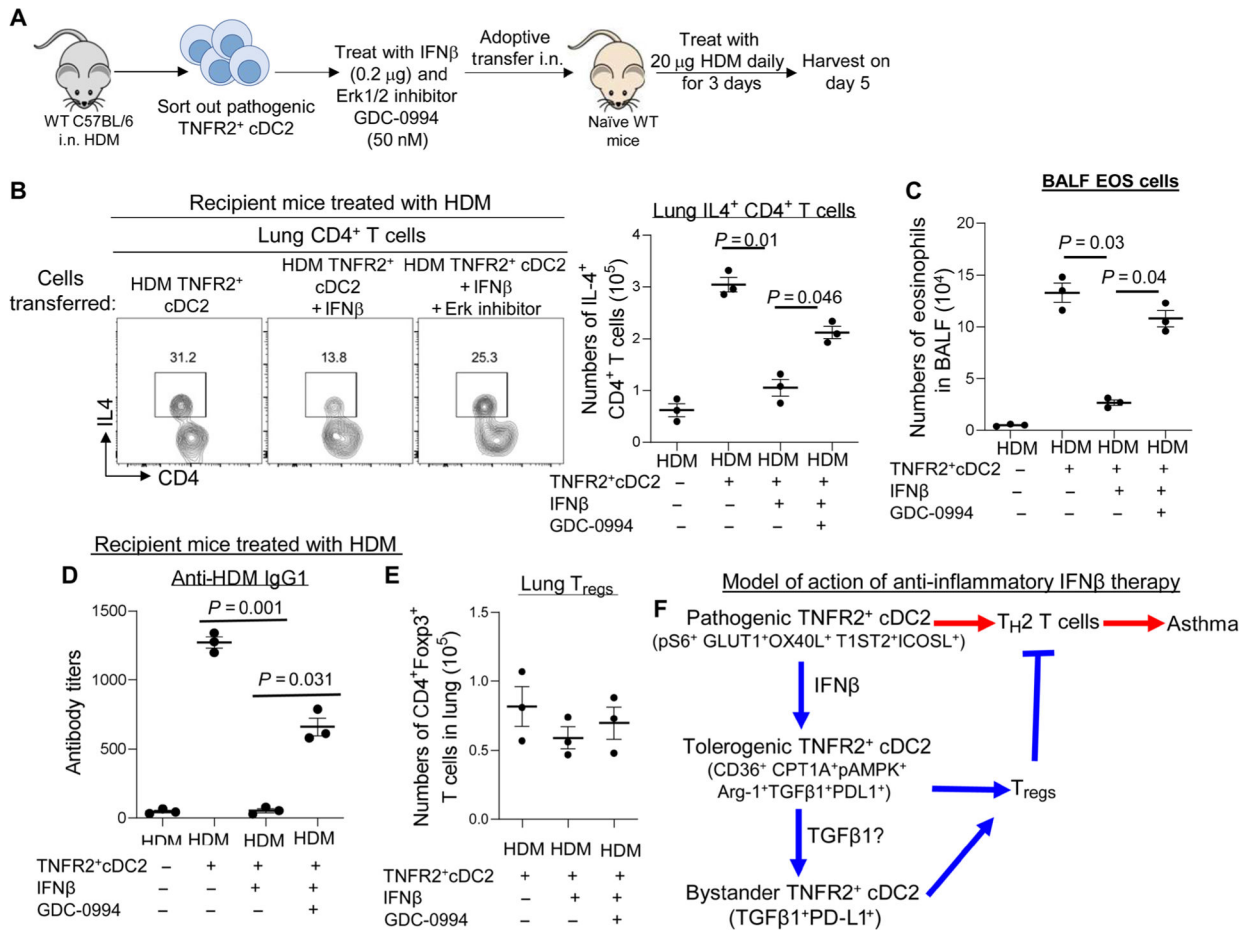 A
WT C57BL/6
i.n. HDM
Sort out pathogenic
TNFR2⁺ cDC2
Treat with IFNβ
(0.2 μg) and
Erk1/2 inhibitor
GDC-0994
(50 nM)
Adoptive
transfer i.n.
Naïve WT
mice
Treat with
20 μg HDM daily
for 3 days
Harvest on
day 5
B
Recipient mice treated with HDM
Lung CD4⁺ T cells
Cells
transferred:
HDM TNFR2⁺
cDC2
HDM TNFR2⁺
cDC2
+ IFNβ
HDM TNFR2⁺ cDC2
+ IFNβ
+ Erk inhibitor
31.2
13.8
25.3
IL4
CD4
Lung IL4⁺ CD4⁺ T cells
Numbers of IL-4⁺
CD4⁺ T cells (10⁵)
4
3
2
1
0
P = 0.01
P = 0.046
HDM HDM HDM HDM
TNFR2⁺cDC2 – + + +
IFNβ – – + +
GDC-0994 – – – +
C
BALF EOS cells
Numbers of eosinophils
in BALF (10⁴)
20
15
10
5
0
P = 0.03
P = 0.04
HDM HDM HDM HDM
TNFR2⁺cDC2 – + + +
IFNβ – – + +
GDC-0994 – – – +
Recipient mice treated with HDM
D
Anti-HDM IgG1
Antibody titers
1500
1000
500
0
P = 0.001
P = 0.031
HDM HDM HDM HDM
TNFR2⁺cDC2 – + + +
IFNβ – – + +
GDC-0994 – – – +
E
Lung Tregs
Numbers of CD4⁺Foxp3⁺
T cells in lung (10⁵)
1.5
1.0
0.5
0.0
HDM HDM HDM
TNFR2⁺cDC2 + + +
IFNβ – + +
GDC-0994 – – +
F
Model of action of anti-inflammatory IFNβ therapy
Pathogenic TNFR2⁺ cDC2
(pS6⁺ GLUT1⁺OX40L⁺ T1ST2⁺ICOSL⁺)
TH2 T cells
Asthma
IFNβ
Tolerogenic TNFR2⁺ cDC2
(CD36⁺ CPT1A⁺pAMPK⁺
Arg-1⁺TGFβ1⁺PDL1⁺)
Tregs
TGFβ1?
Bystander TNFR2⁺ cDC2
(TGFβ1⁺PD-L1⁺)